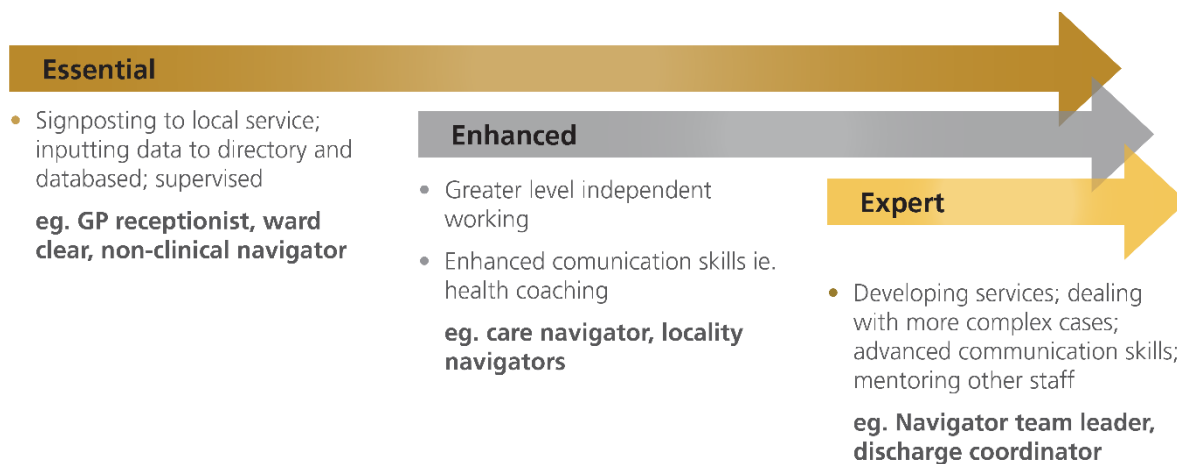 Essential
• Signposting to local service;
inputting data to directory and
databased; supervised
eg. GP receptionist, ward
clear, non-clinical navigator
Enhanced
• Greater level independent
working
• Enhanced comunication skills ie.
health coaching
eg. care navigator, locality
navigators
Expert
• Developing services; dealing
with more complex cases;
advanced communication skills;
mentoring other staff
eg. Navigator team leader,
discharge coordinator